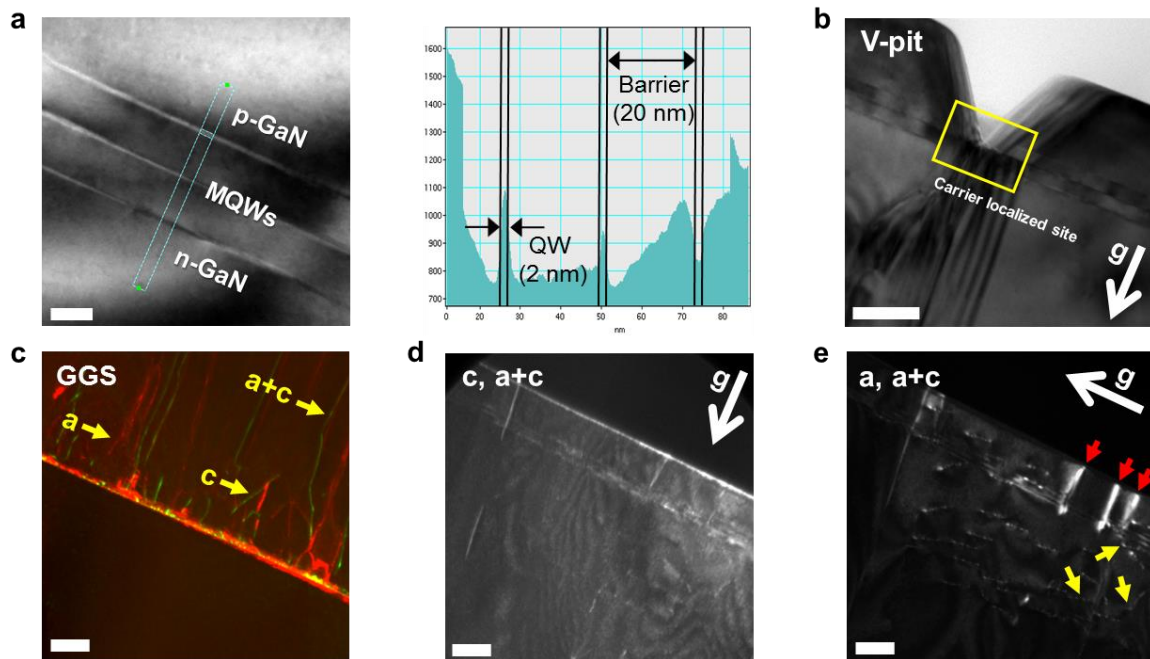 a
p-GaN
MQWs
n-GaN
1600
1500
1400
1300
1200
1100
1000
900
800
700
Barrier
(20 nm)
QW
(2 nm)
10
20
30
40
50
60
70
80
nm
b
V-pit
Carrier localized site
g
c
GGS
a+c
a
c
d
c, a+c
g
e
a, a+c
g